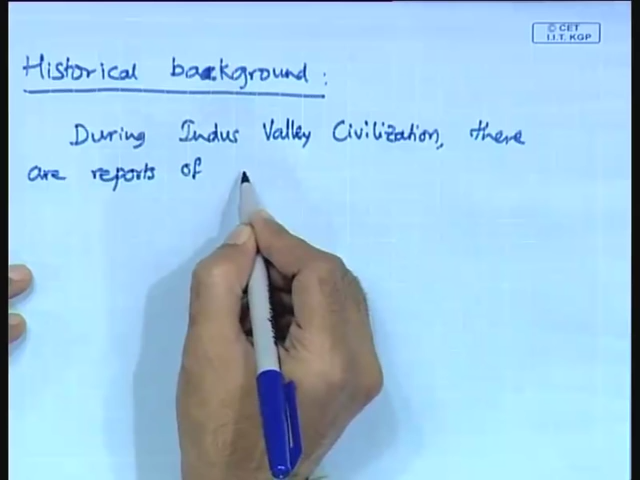 © CET
I.I.T. KGP
Historical background:
During Indus Valley Civilization, there
are reports of